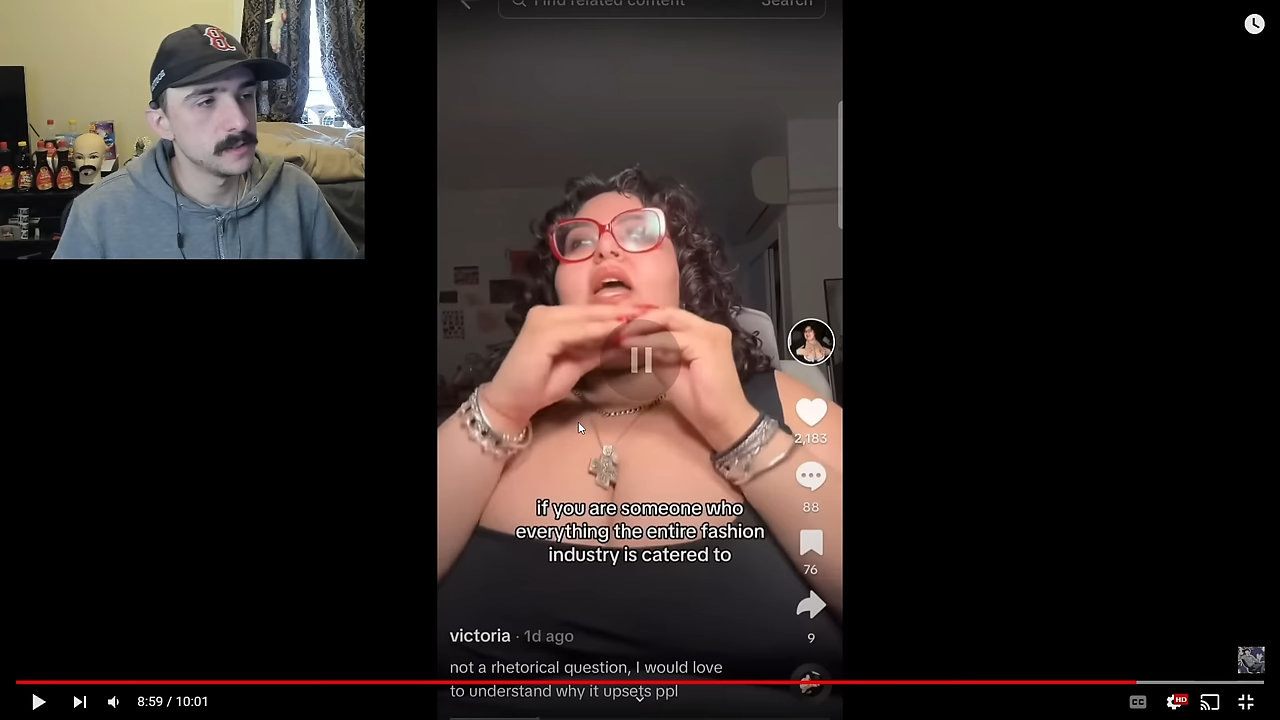 Find related content
Search
B
if you are someone who
everything the entire fashion
industry is catered to
2,183
88
76
9
victoria · 1d ago
not a rhetorical question, I would love
to understand why it upsets ppl
8:59 / 10:01
CC
HD